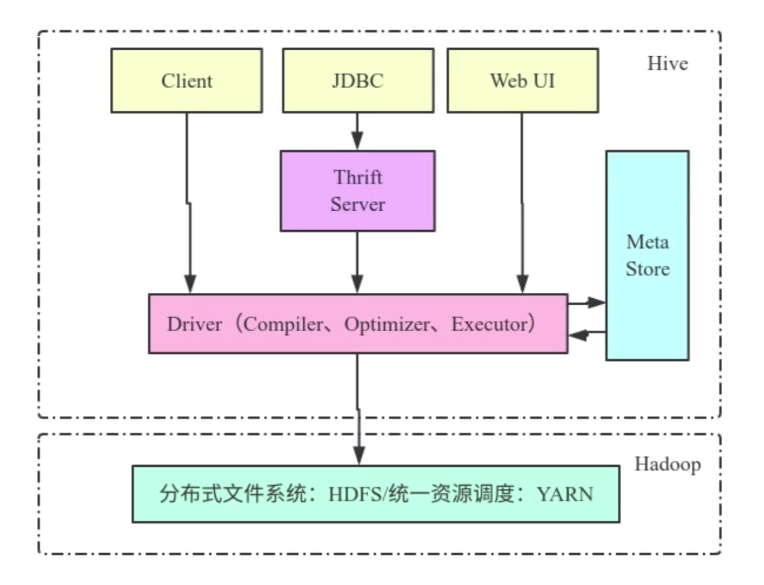 Hive
Client
JDBC
Web UI
Thrift
Server
Meta
Store
Driver（Compiler、Optimizer、Executor）
Hadoop
分布式文件系统：HDFS/统一资源调度：YARN